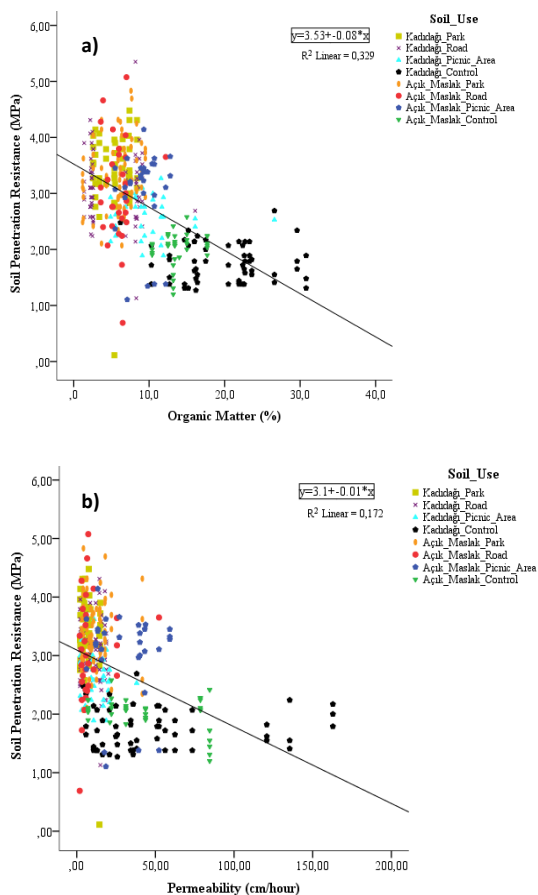 a)
y=3.53+-0.08*x
R² Linear = 0,329
Soil_Use
Kadıdağı_Park
Kadıdağı_Road
Kadıdağı_Picnic_Area
Kadıdağı_Control
Açık_Maslak_Park
Açık_Maslak_Road
Açık_Maslak_Picnic_Area
Açık_Maslak_Control
Soil Penetration Resistance (MPa)
6,00
5,00
4,00
3,00
2,00
1,00
,00
,0 10,0 20,0 30,0 40,0
Organic Matter (%)
b)
y=3.1+-0.01*x
R² Linear = 0,172
Soil_Use
Kadıdağı_Park
Kadıdağı_Road
Kadıdağı_Picnic_Area
Kadıdağı_Control
Açık_Maslak_Park
Açık_Maslak_Road
Açık_Maslak_Picnic_Area
Açık_Maslak_Control
Soil Penetration Resistance (MPa)
6,00
5,00
4,00
3,00
2,00
1,00
,00
,00 50,00 100,00 150,00 200,00
Permeability (cm/hour)